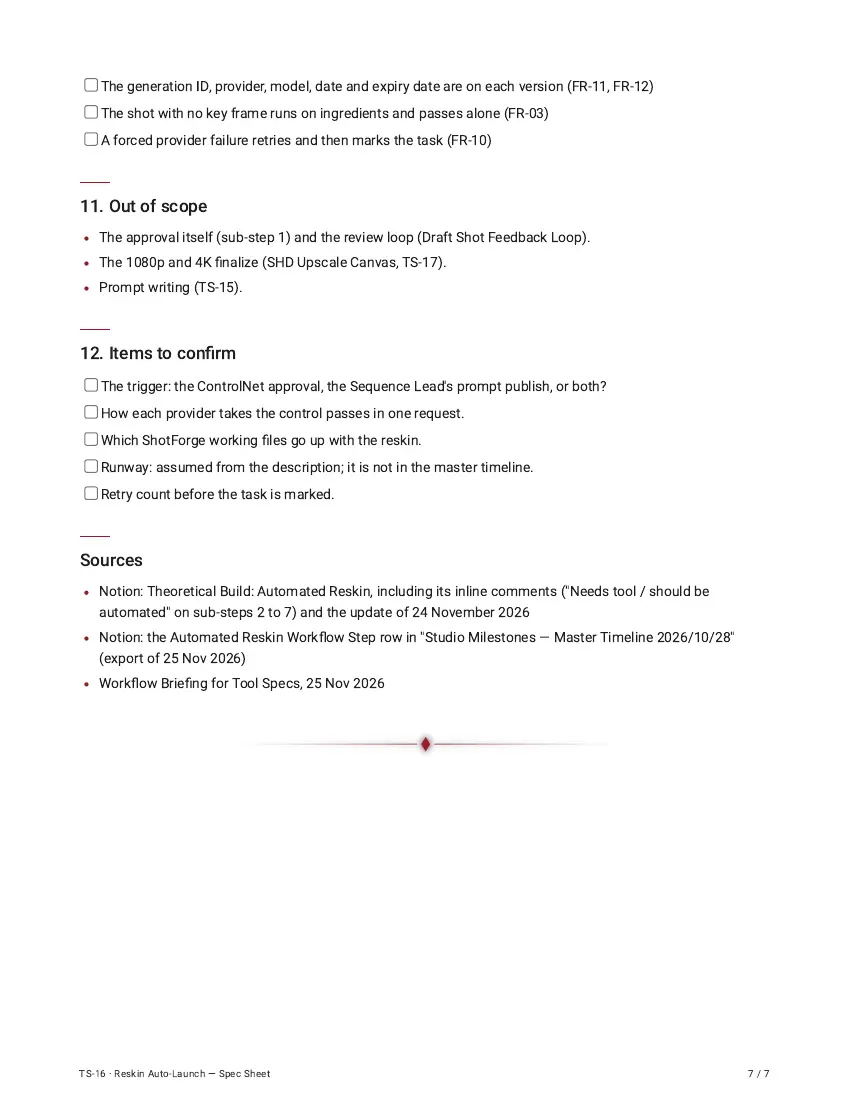 The generation ID, provider, model, date and expiry date are on each version (FR-11, FR-12)
The shot with no key frame runs on ingredients and passes alone (FR-03)
A forced provider failure retries and then marks the task (FR-10)
11. Out of scope
• The approval itself (sub-step 1) and the review loop (Draft Shot Feedback Loop).
• The 1080p and 4K finalize (SHD Upscale Canvas, TS-17).
• Prompt writing (TS-15).
12. Items to confirm
The trigger: the ControlNet approval, the Sequence Lead's prompt publish, or both?
How each provider takes the control passes in one request.
Which ShotForge working files go up with the reskin.
Runway: assumed from the description; it is not in the master timeline.
Retry count before the task is marked.
Sources
• Notion: Theoretical Build: Automated Reskin, including its inline comments ("Needs tool / should be
automated" on sub-steps 2 to 7) and the update of 24 November 2026
• Notion: the Automated Reskin Workflow Step row in "Studio Milestones — Master Timeline 2026/10/28"
(export of 25 Nov 2026)
• Workflow Briefing for Tool Specs, 25 Nov 2026
TS-16 · Reskin Auto-Launch — Spec Sheet
7 / 7